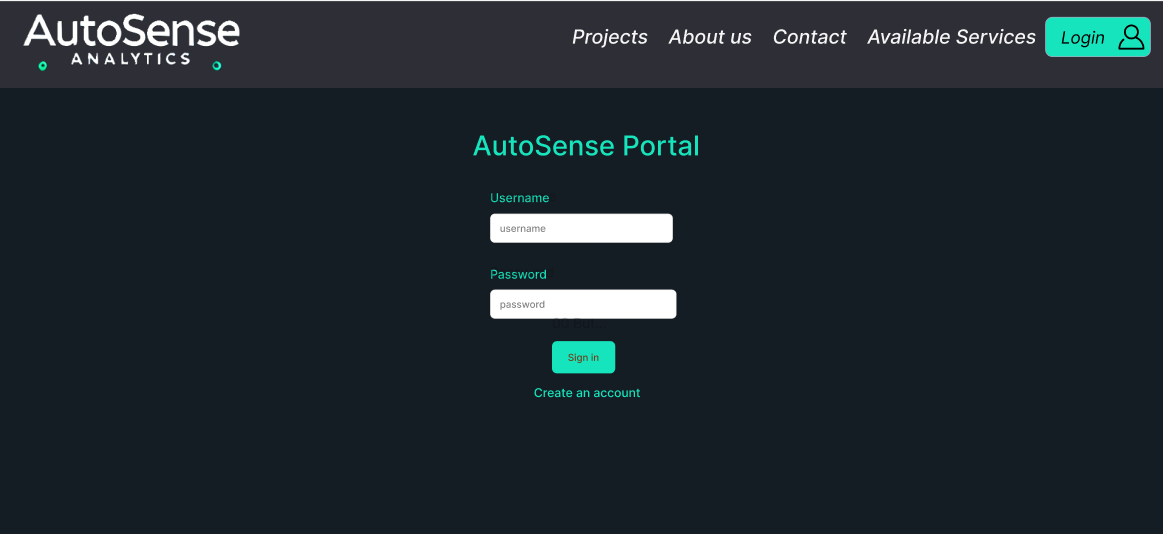 AutoSense
ANALYTICS
Projects About us Contact Available Services Login
AutoSense Portal
Username
username
Password
password
Sign in
Create an account